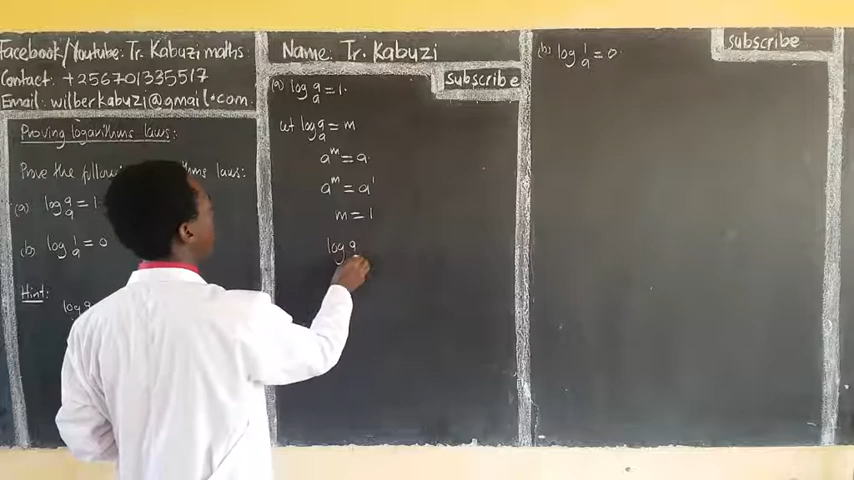 Facebook/Youtube: Tr. Kabuzi maths
Contact: +256701335517
Email: wilberkabuzi@gmail.com
Proving logarithms laws:
Prove the laws:
(a) log a a = 1
(b) log 1 a = 0
Hint:
log
Name: Tr. Kabuzi
Subscribe
(a) log a a = 1.
let log a a = m
a^m = a.
a^m = a^1
m = 1
log a
(b) log 1 a = 0.
Subscribe